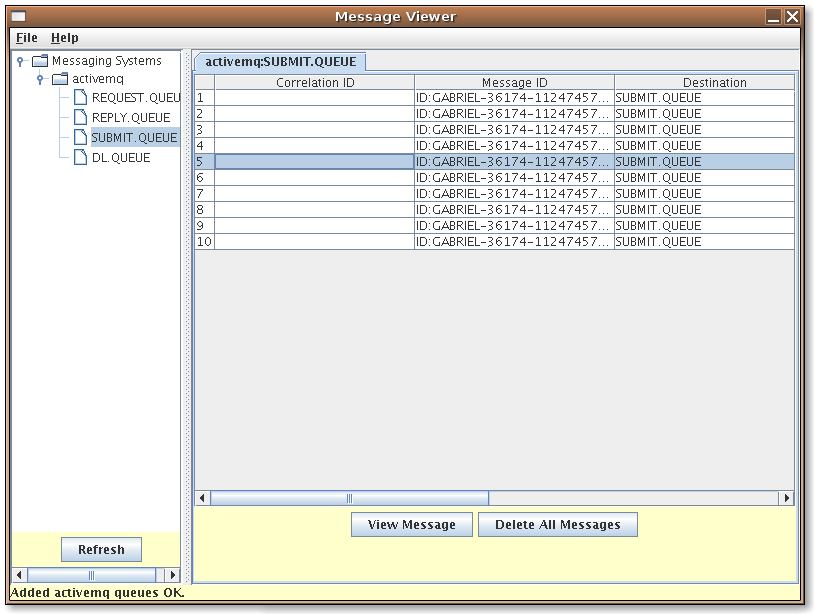 Message Viewer
File Help
Messaging Systems
activemq
REQUEST.QUEU
REPLY.QUEUE
SUBMIT.QUEUE
DL.QUEUE
Refresh
activemq:SUBMIT.QUEUE
Correlation ID Message ID Destination
1 ID:GABRIEL-36174-11247457... SUBMIT.QUEUE
2 ID:GABRIEL-36174-11247457... SUBMIT.QUEUE
3 ID:GABRIEL-36174-11247457... SUBMIT.QUEUE
4 ID:GABRIEL-36174-11247457... SUBMIT.QUEUE
5 ID:GABRIEL-36174-11247457... SUBMIT.QUEUE
6 ID:GABRIEL-36174-11247457... SUBMIT.QUEUE
7 ID:GABRIEL-36174-11247457... SUBMIT.QUEUE
8 ID:GABRIEL-36174-11247457... SUBMIT.QUEUE
9 ID:GABRIEL-36174-11247457... SUBMIT.QUEUE
10 ID:GABRIEL-36174-11247457... SUBMIT.QUEUE
View Message Delete All Messages
Added activemq queues OK.